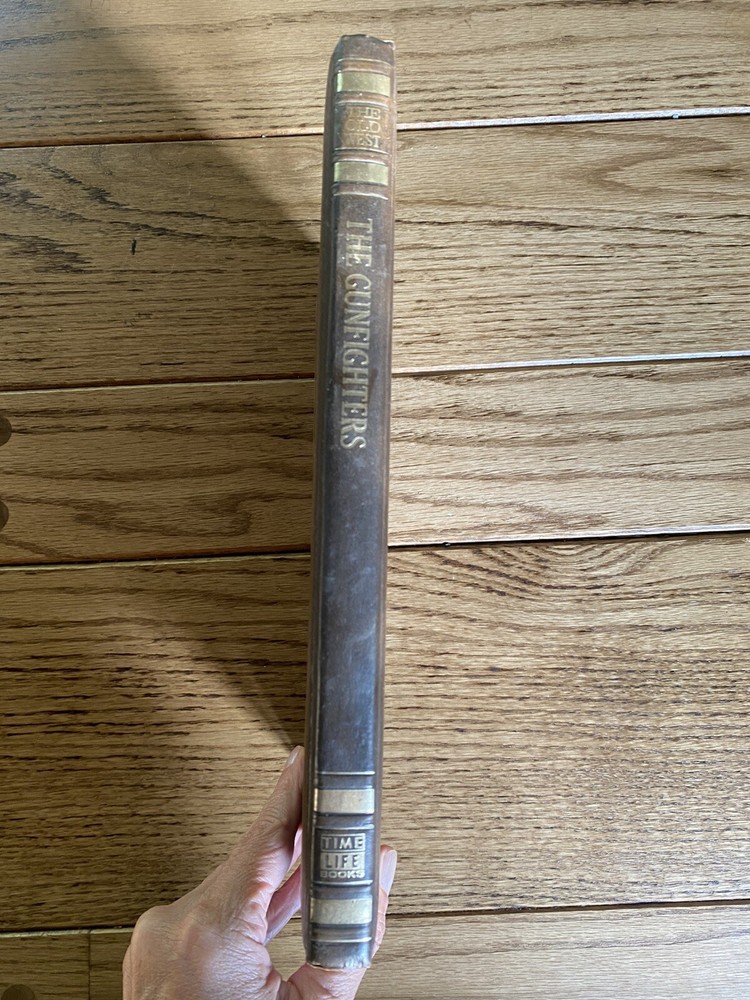 THE
OLD
WEST
THE GUNFIGHTERS
TIME
LIFE
BOOKS